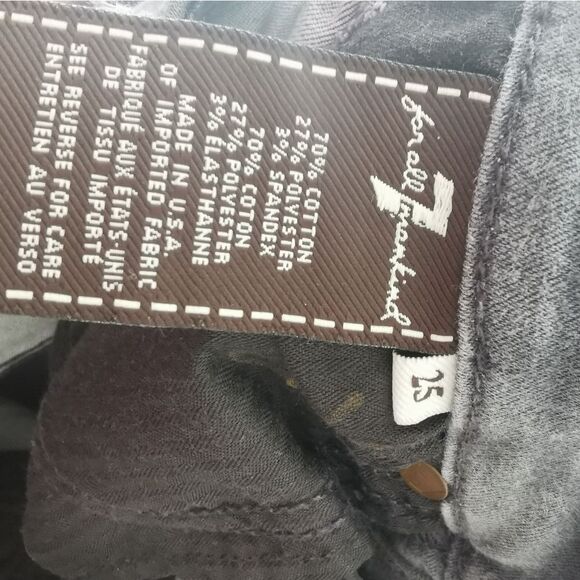 for all
7
mankind
70% COTTON
27% POLYESTER
3% SPANDEX
70% COTON
27% POLYESTER
3% ELASTHANNE
MADE IN U.S.A.
OF IMPORTED FABRIC
FABRIQUÉ AUX ÉTATS-UNIS
DE TISSU IMPORTÉ
SEE REVERSE FOR CARE
ENTRETIEN AU VERSO
25